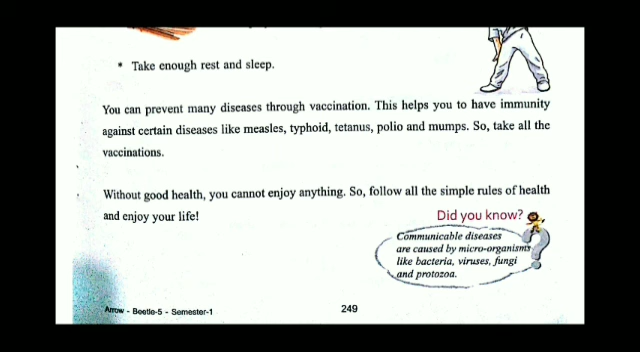 * Take enough rest and sleep.
You can prevent many diseases through vaccination. This helps you to have immunity
against certain diseases like measles, typhoid, tetanus, polio and mumps. So, take all the
vaccinations.
Without good health, you cannot enjoy anything. So, follow all the simple rules of health
and enjoy your life!
Did you know?
Communicable diseases
are caused by micro-organisms
like bacteria, viruses, fungi
and protozoa.
Arrow - Beetle-5 - Semester-1
249